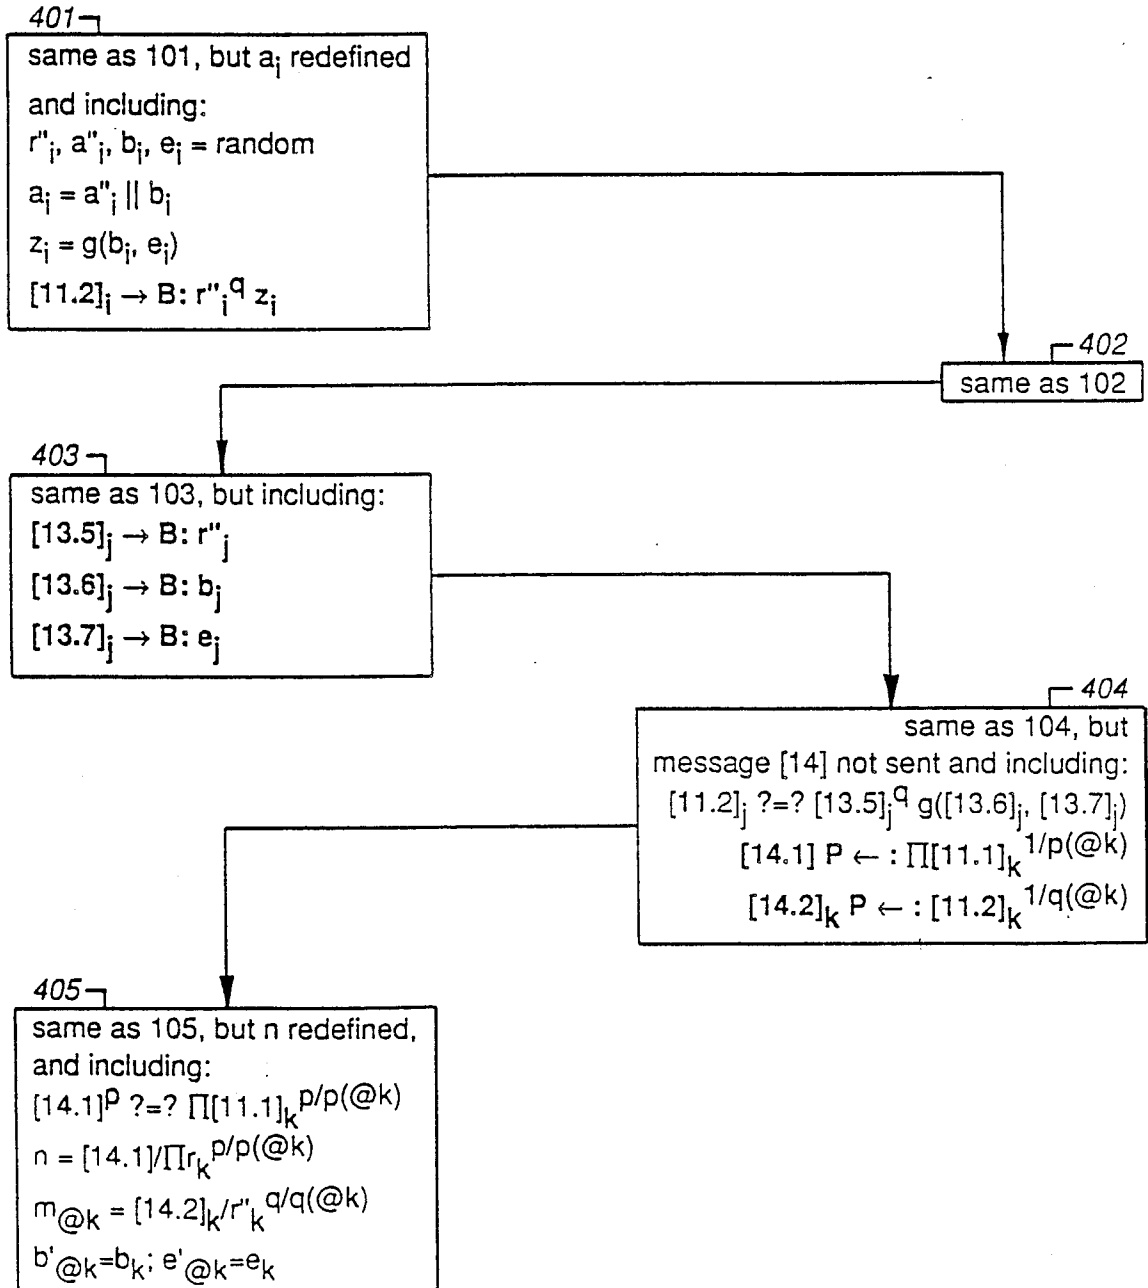 401
same as 101, but aᵢ redefined
and including:
r"ᵢ, a"ᵢ, bᵢ, eᵢ = random
aᵢ = a"ᵢ || bᵢ
zᵢ = g(bᵢ, eᵢ)
[11.2]ᵢ → B: r"ᵢ^q zᵢ
402
same as 102
403
same as 103, but including:
[13.5]ⱼ → B: r"ⱼ
[13.6]ⱼ → B: bⱼ
[13.7]ⱼ → B: eⱼ
404
same as 104, but
message [14] not sent and including:
[11.2]ⱼ ?=? [13.5]ⱼ^q g([13.6]ⱼ, [13.7]ⱼ)
[14.1] P ← : ∏[11.1]ₖ^1/p(@k)
[14.2]ₖ P ← : [11.2]ₖ^1/q(@k)
405
same as 105, but n redefined,
and including:
[14.1]^p ?=? ∏[11.1]ₖ^p/p(@k)
n = [14.1]/∏rₖ^p/p(@k)
m_@k = [14.2]ₖ/r"ₖ^q/q(@k)
b'_@k=bₖ; e'_@k=eₖ